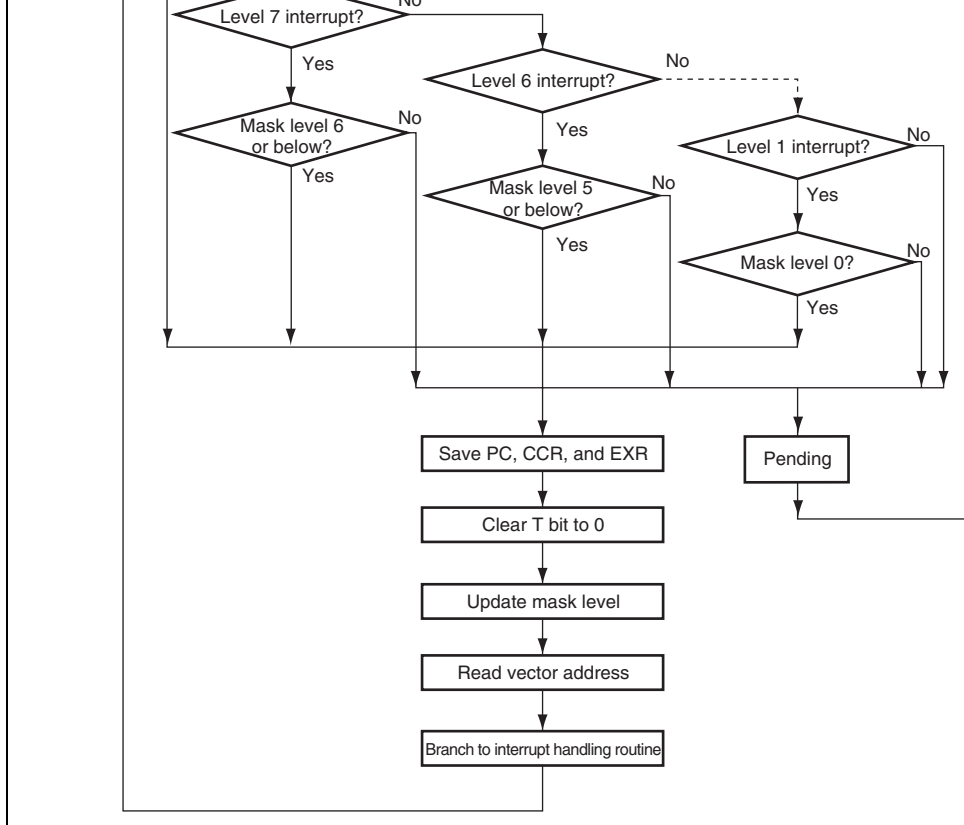 No
Level 7 interrupt?
Yes
No
Level 6 interrupt?
Mask level 6
or below?
No
Yes
Level 1 interrupt?
No
Yes
Mask level 5
or below?
No
Yes
Yes
Mask level 0?
No
Yes
Save PC, CCR, and EXR
Pending
Clear T bit to 0
Update mask level
Read vector address
Branch to interrupt handling routine